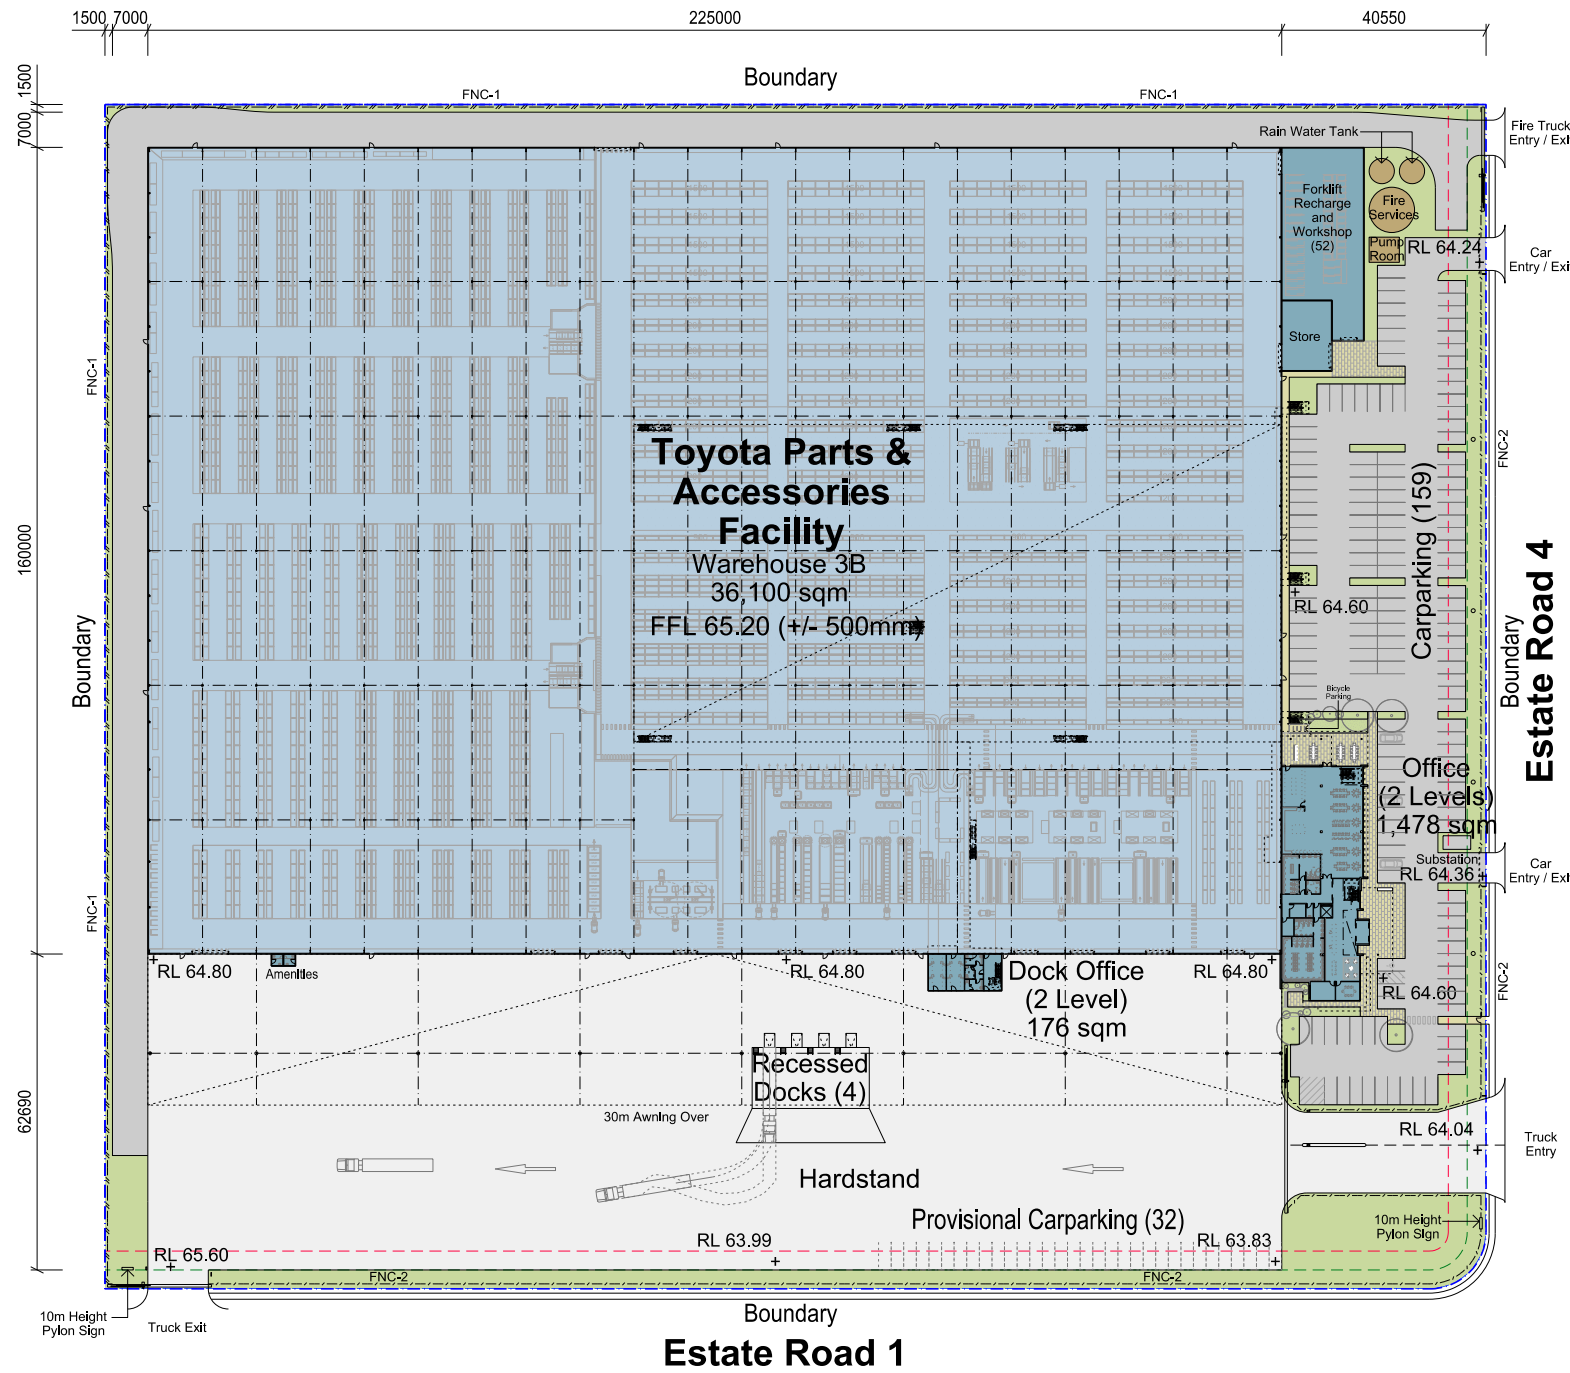 1500 7000 225000 40550
1500
7000
160000
62690
Boundary
FNC-1
FNC-1
Rain Water Tank
Fire Truck
Entry / Exi
Forklift
Recharge
and
Workshop
(52)
Fire
Services
Pump
Room
RL 64.24
Car
Entry / Exi
Store
FNC-1
FNC-2
Toyota Parts &
Accessories
Facility
Warehouse 3B
36,100 sqm
FFL 65.20 (+/- 500mm)
Carparking (159)
RL 64.60
Boundary
Boundary
Estate Road 4
Bicycle
Parking
Office
(2 Levels)
1,478 sqm
Substation
RL 64.36
Car
Entry / Exi
FNC-1
FNC-2
RL 64.80
Amenities
RL 64.80
Dock Office
(2 Level)
176 sqm
RL 64.80
RL 64.60
Recessed
Docks (4)
30m Awning Over
RL 64.04
Truck
Entry
Hardstand
Provisional Carparking (32)
10m Height
Pylon Sign
RL 65.60
RL 63.99
RL 63.83
FNC-2
FNC-2
10m Height
Pylon Sign
Truck Exit
Boundary
Estate Road 1